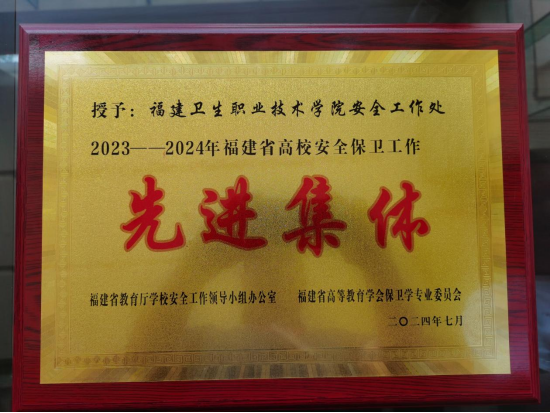 授予：福建卫生职业技术学院安全工作处
2023——2024年福建省高校安全保卫工作
先进集体
福建省教育厅学校安全工作领导小组办公室 福建省高等教育学会保卫学专业委员会
二〇二四年七月